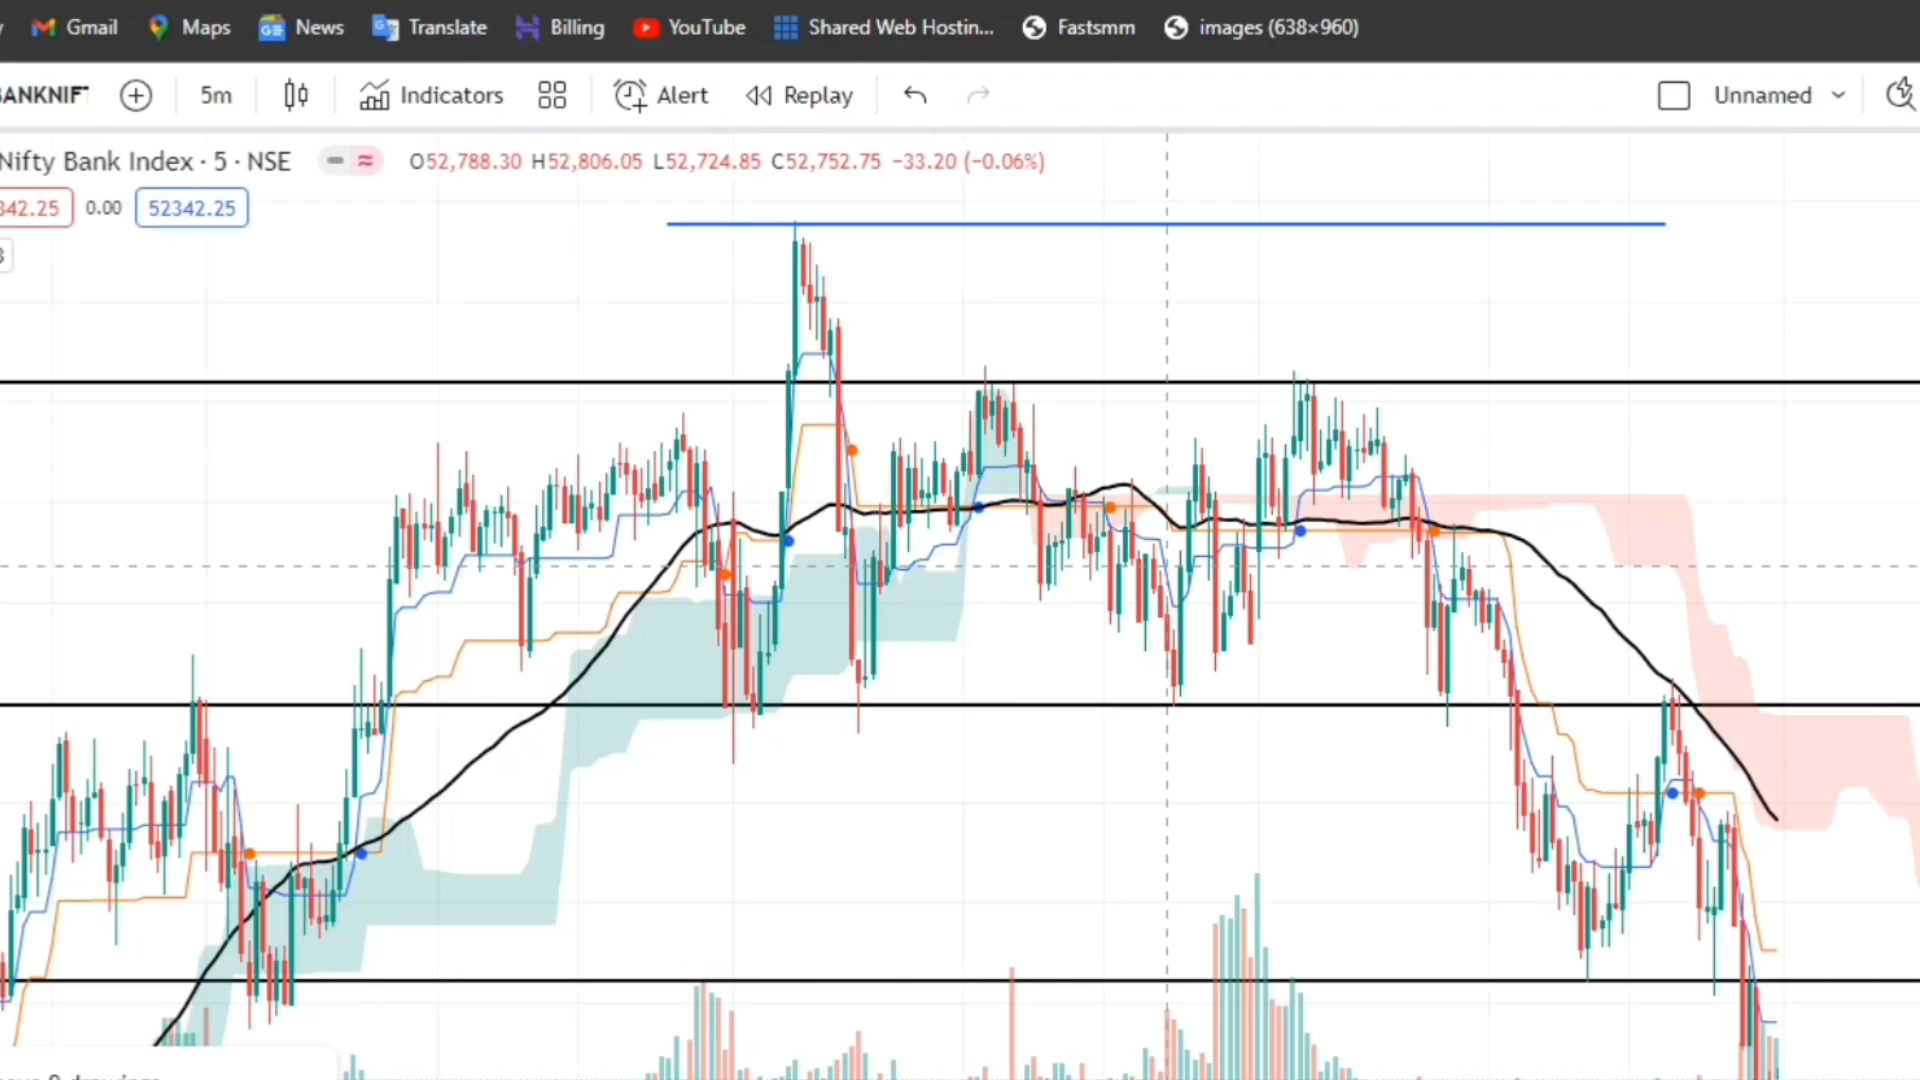 Gmail Maps News Translate Billing YouTube Shared Web Hostin... Fastsmm images (638×960)
BANKNIFT 5m Indicators Alert Replay Unnamed
Nifty Bank Index · 5 · NSE O52,788.30 H52,806.05 L52,724.85 C52,752.75 −33.20 (−0.06%)
342.25 0.00 52342.25